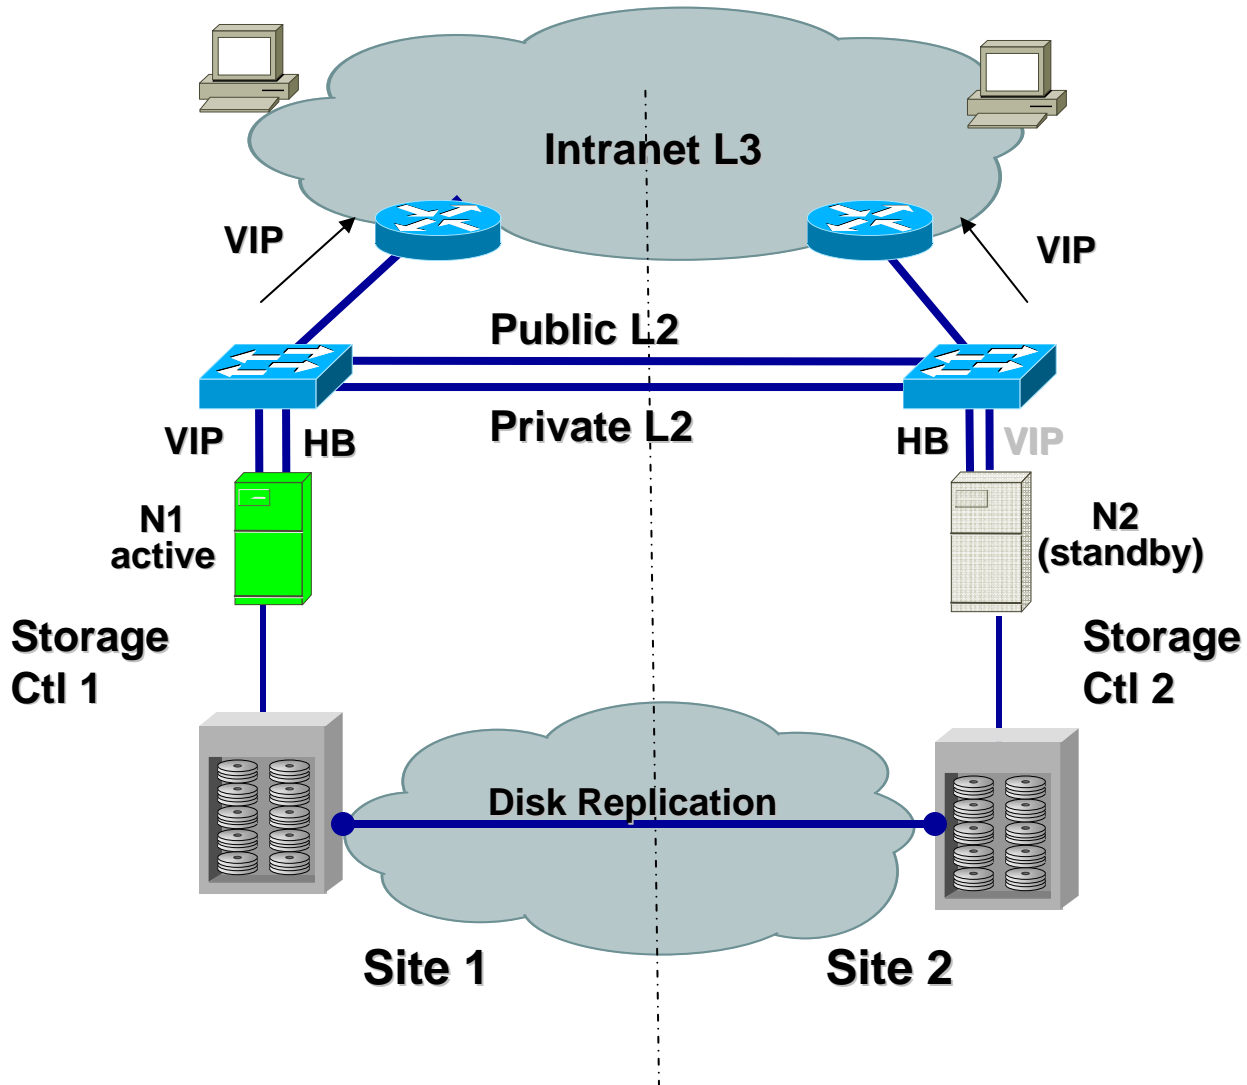 Intranet L3
VIP
VIP
Public L2
Private L2
VIP
HB
HB
VIP
N1
active
N2
(standby)
Storage
Ctl 1
Storage
Ctl 2
Disk Replication
Site 1
Site 2